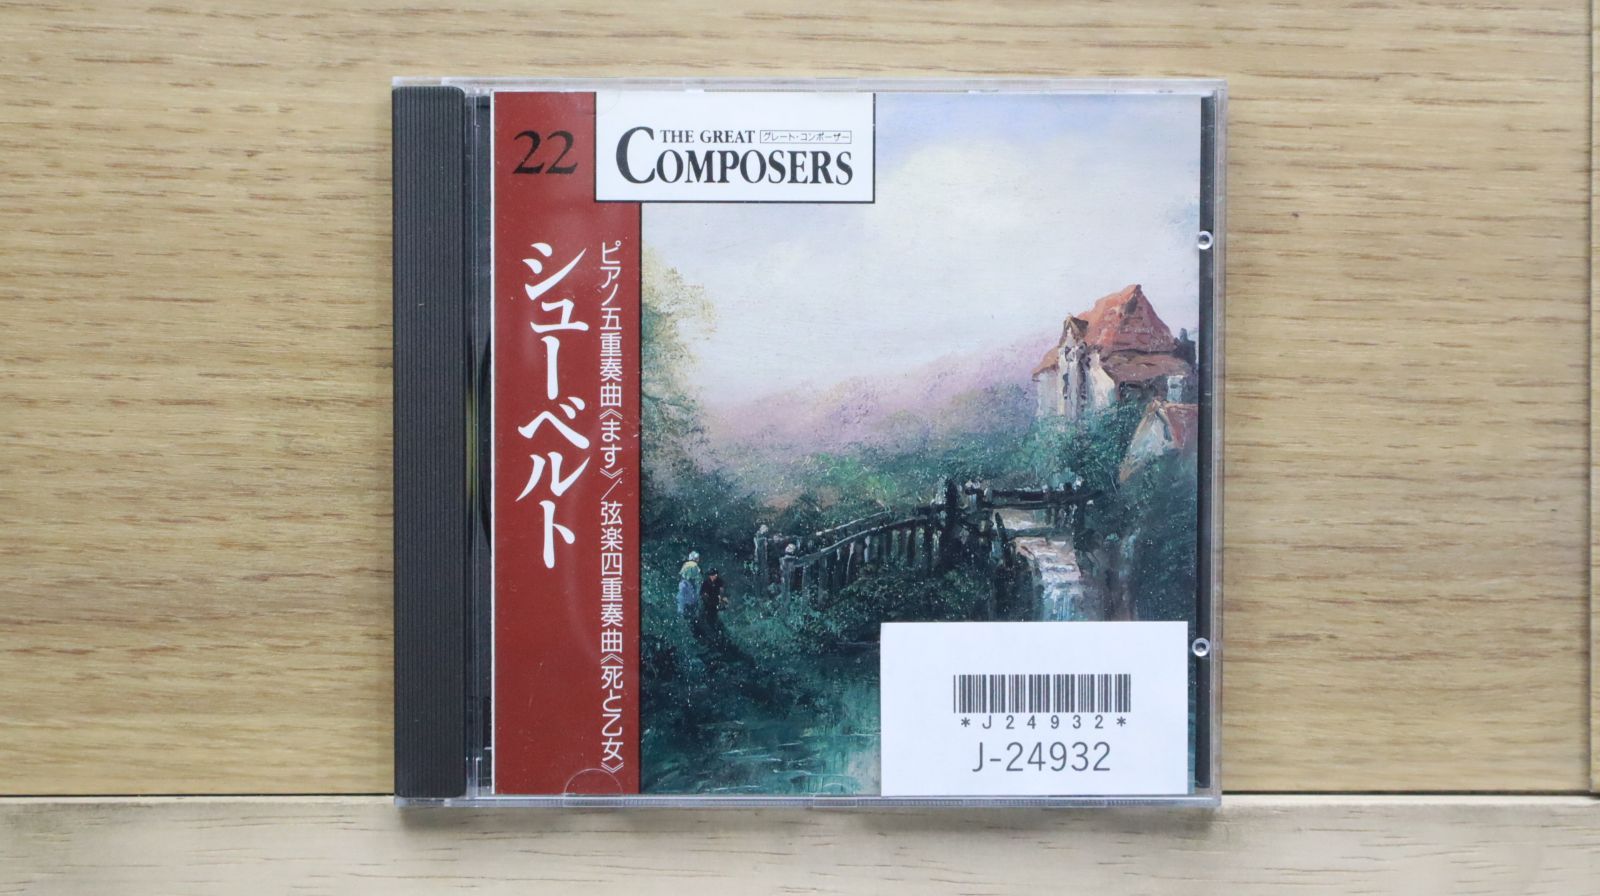 22
THE GREAT グレート・コンポーザー
COMPOSERS
シューベルト
ピアノ五重奏曲《ます》/弦楽四重奏曲《死と乙女》
*J24932*
J-24932